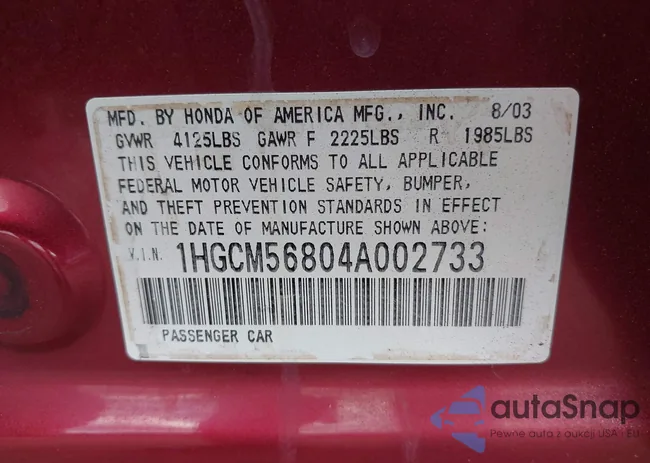 MFD. BY HONDA OF AMERICA MFG., INC. 8/03
GVWR 4125LBS GAWR F 2225LBS R 1985LBS
THIS VEHICLE CONFORMS TO ALL APPLICABLE
FEDERAL MOTOR VEHICLE SAFETY, BUMPER,
AND THEFT PREVENTION STANDARDS IN EFFECT
ON THE DATE OF MANUFACTURE SHOWN ABOVE:
V.I.N. 1HGCM56804A002733
PASSENGER CAR
autoSnap
Pewne auta z aukcji USA i EU